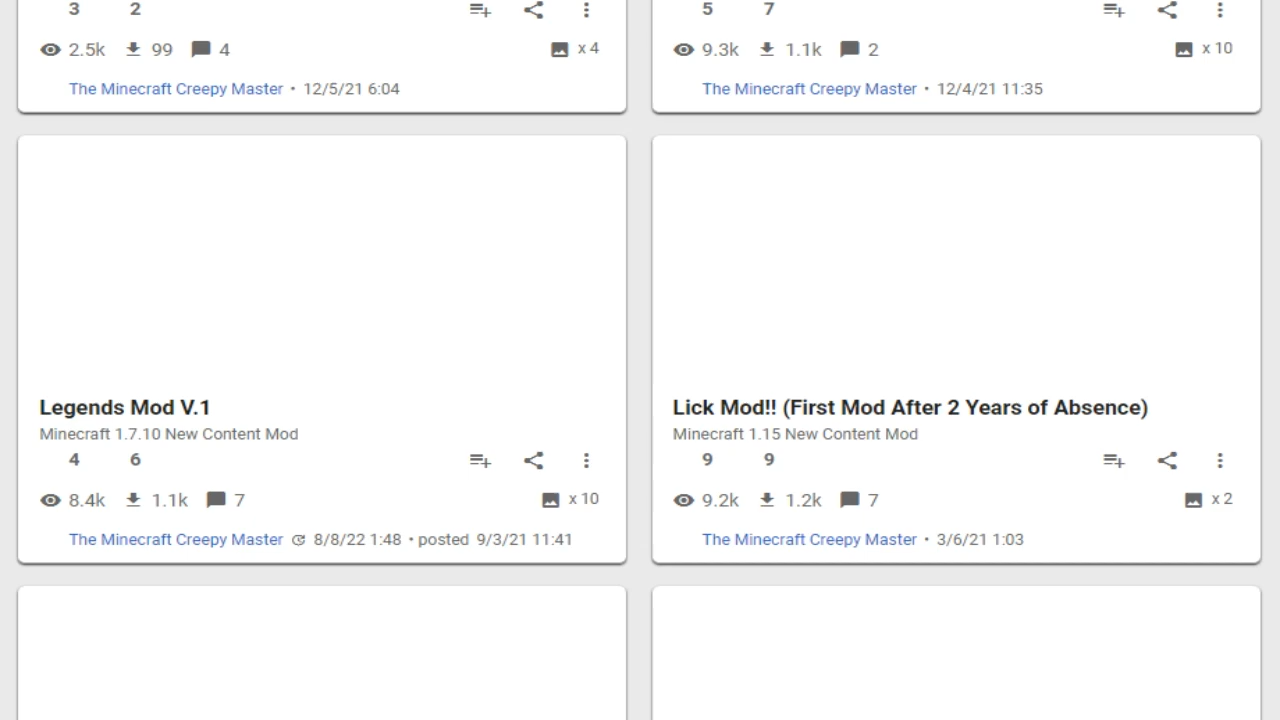 3 2
2.5k 99 4 x 4
The Minecraft Creepy Master • 12/5/21 6:04
5 7
9.3k 1.1k 2 x 10
The Minecraft Creepy Master • 12/4/21 11:35
Legends Mod V.1
Minecraft 1.7.10 New Content Mod
4 6
8.4k 1.1k 7 x 10
The Minecraft Creepy Master 8/8/22 1:48 • posted 9/3/21 11:41
Lick Mod!! (First Mod After 2 Years of Absence)
Minecraft 1.15 New Content Mod
9 9
9.2k 1.2k 7 x 2
The Minecraft Creepy Master • 3/6/21 1:03